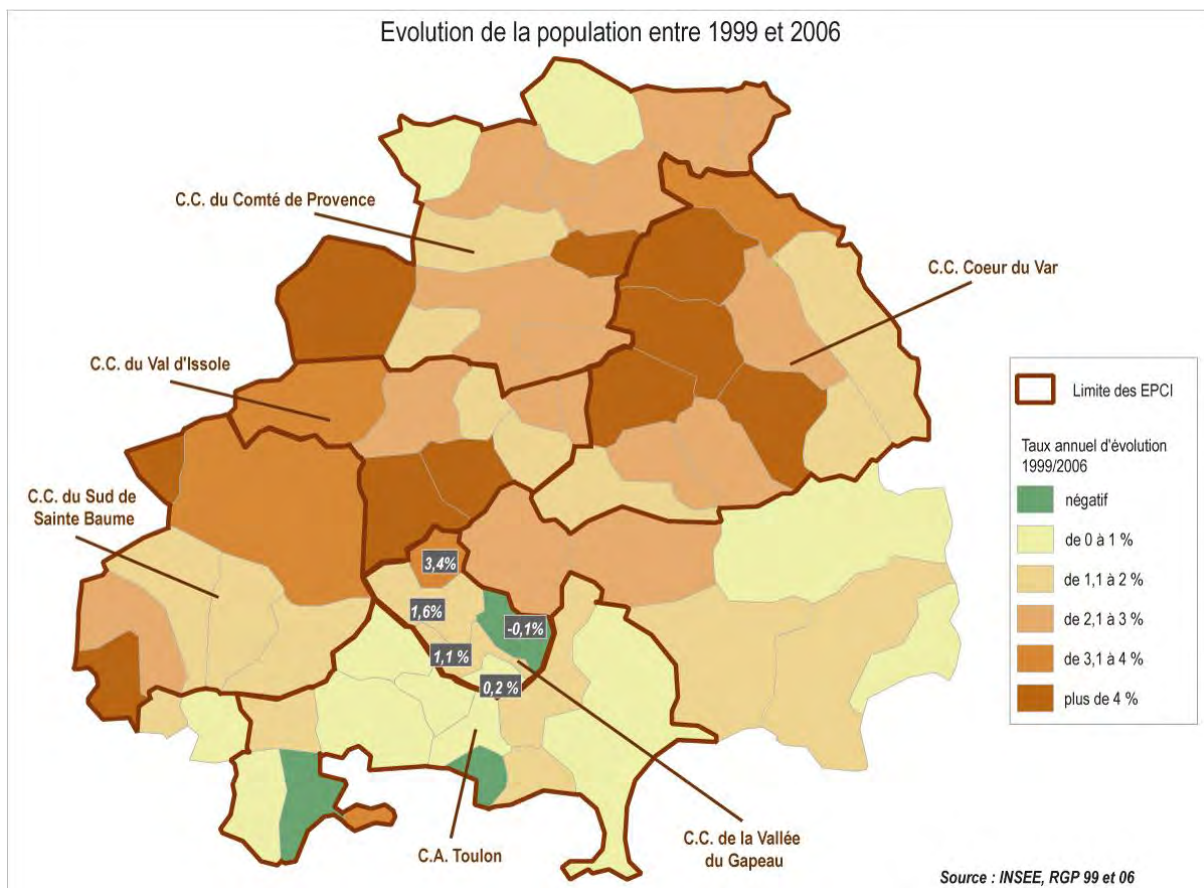 Evolution de la population entre 1999 et 2006
C.C. du Comté de Provence
C.C. Coeur du Var
C.C. du Val d'Issole
C.C. du Sud de
Sainte Baume
3,4%
1,6%
-0,1%
1,1 %
0,2 %
C.A. Toulon
C.C. de la Vallée
du Gapeau
Limite des EPCI
Taux annuel d'évolution
1999/2006
négatif
de 0 à 1 %
de 1,1 à 2 %
de 2,1 à 3 %
de 3,1 à 4 %
plus de 4 %
Source : INSEE, RGP 99 et 06